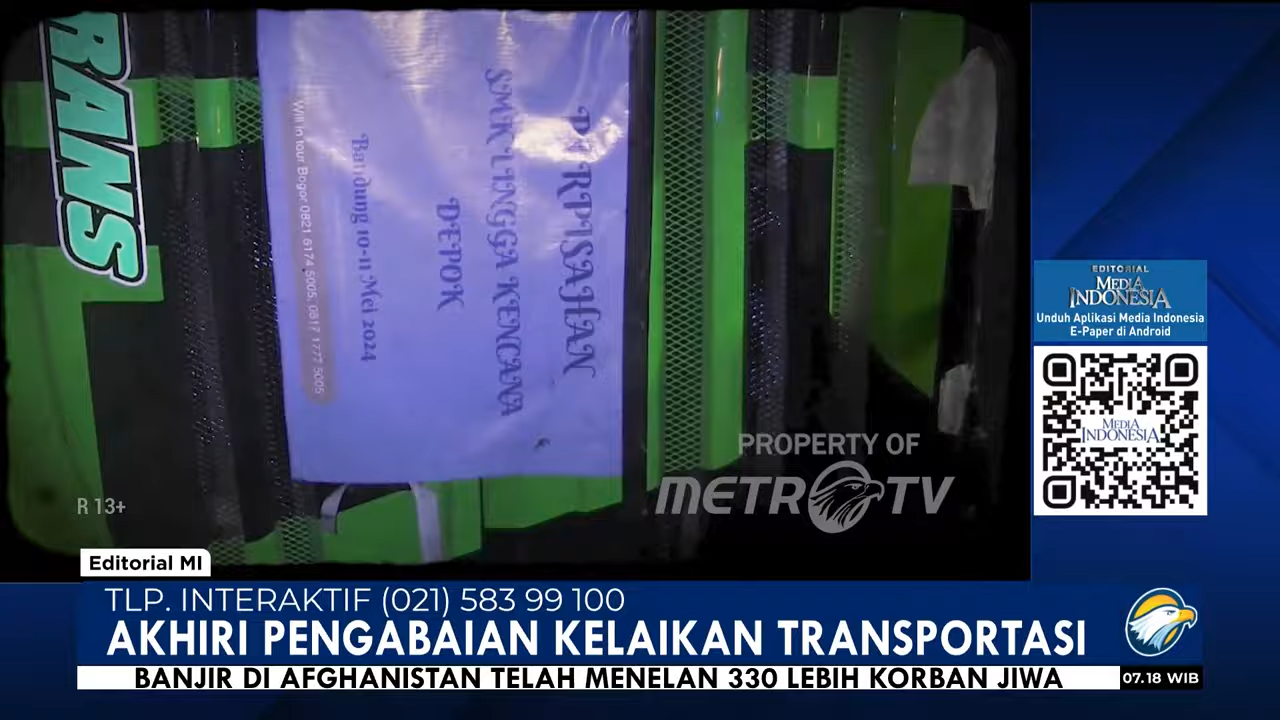 RANS
PERPISAHAN
SMK LINGGA KENCANA
DEPOK
Bandung 10-11 Mei 2024
Will in tour Bogor 0821 6174 5005, 0817 1777 5005
PROPERTY OF
METRO TV
R 13+
EDITORIAL
MEDIA
INDONESIA
Unduh Aplikasi Media Indonesia
E-Paper di Android
MEDIA
INDONESIA
Editorial MI
TLP. INTERAKTIF (021) 583 99 100
AKHIRI PENGABAIAN KELAIKAN TRANSPORTASI
BANJIR DI AFGHANISTAN TELAH MENELAN 330 LEBIH KORBAN JIWA
07.18 WIB